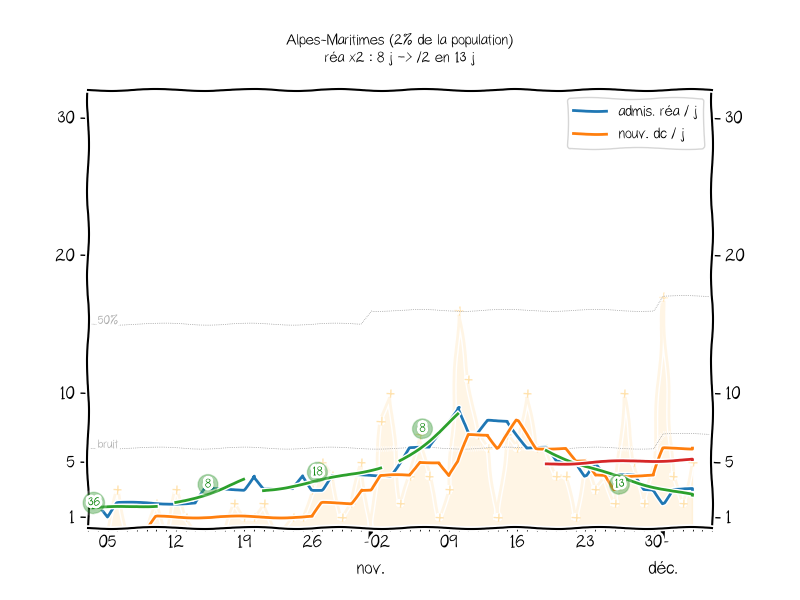 Alpes-Maritimes (2% de la population)
réa x2 : 8 j -> /2 en 13 j
admis. réa / j
nouv. dc / j
30 30
20 20
50%
10 10
bruit
8
8
18
13
36
5 5
1 1
05 12 19 26 02 09 16 23 30
nov. déc.